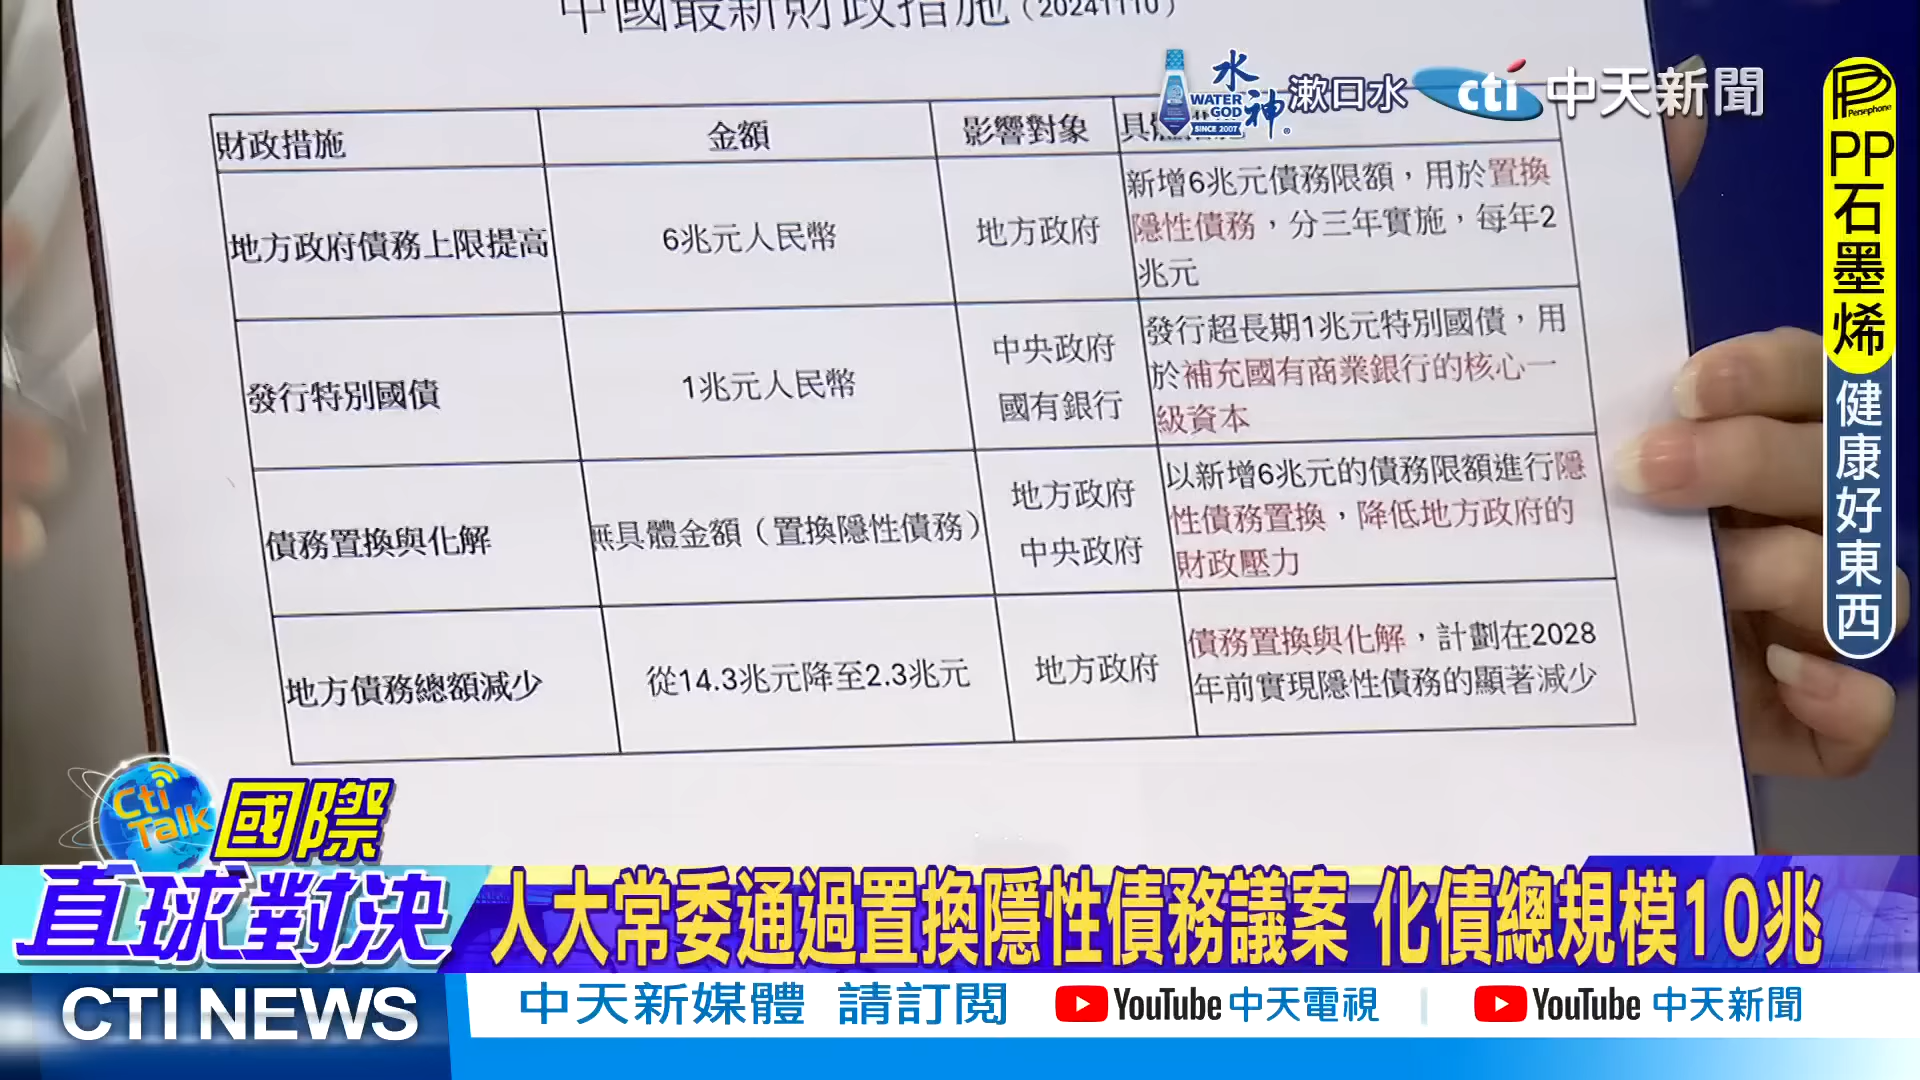 中國最新財政措施（20241110）
水神
WATER GOD
SINCE 2007
漱口水
cti 中天新聞
財政措施 金額 影響對象
地方政府債務上限提高 6兆元人民幣 地方政府 新增6兆元債務限額，用於置換
隱性債務，分三年實施，每年2
兆元
發行特別國債 1兆元人民幣 中央政府
國有銀行 發行超長期1兆元特別國債，用
於補充國有商業銀行的核心一
級資本
債務置換與化解 無具體金額（置換隱性債務） 地方政府
中央政府 以新增6兆元的債務限額進行隱
性債務置換，降低地方政府的
財政壓力
地方債務總額減少 從14.3兆元降至2.3兆元 地方政府 債務置換與化解，計劃在2028
年前實現隱性債務的顯著減少
Persephone
PP石墨烯
健康好東西
Cti Talk
國際
直球對決
人大常委通過置換隱性債務議案 化債總規模10兆
CTI NEWS
中天新媒體 請訂閱 YouTube 中天電視 | YouTube 中天新聞